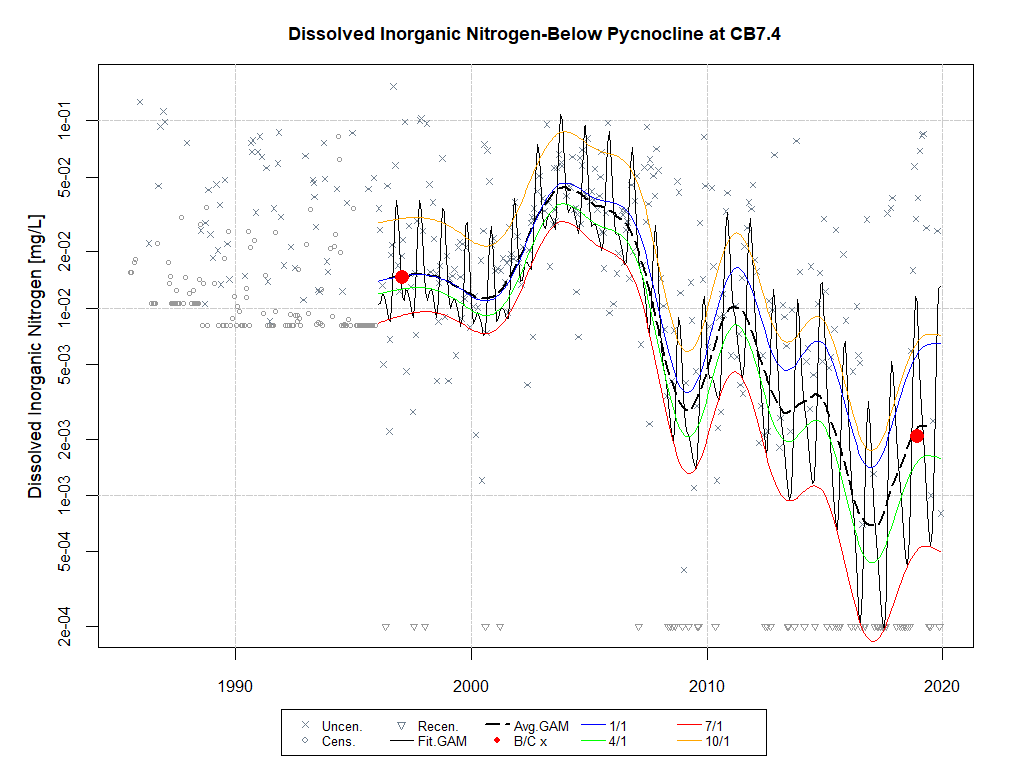 Dissolved Inorganic Nitrogen-Below Pycnocline at CB7.4
Dissolved Inorganic Nitrogen [mg/L]
1e-01
5e-02
2e-02
1e-02
5e-03
2e-03
1e-03
5e-04
2e-04
1990 2000 2010 2020
Uncen. Recen. Avg.GAM 1/1 7/1
Cens. Fit.GAM B/C x 4/1 10/1